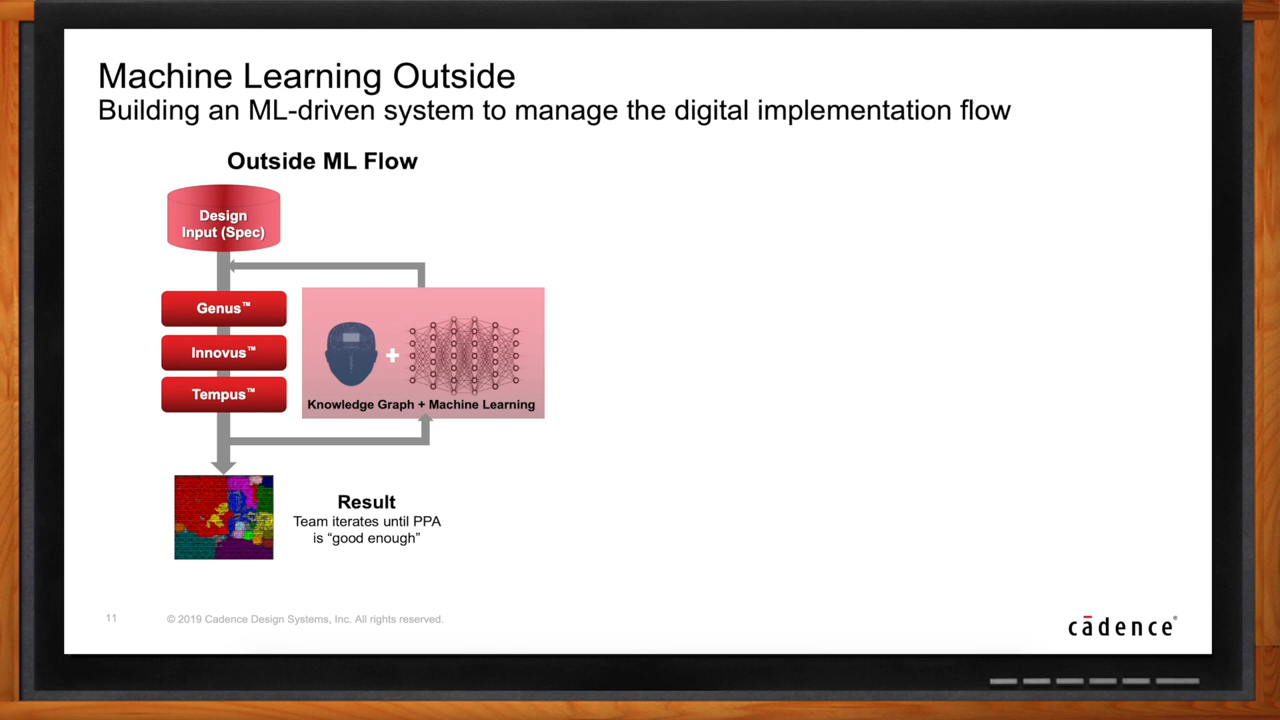 Machine Learning Outside
Building an ML-driven system to manage the digital implementation flow
Outside ML Flow
Design
Input (Spec)
Genus™
Innovus™
Tempus™
Knowledge Graph + Machine Learning
Result
Team iterates until PPA
is “good enough”
11
© 2019 Cadence Design Systems, Inc. All rights reserved.
cādence®